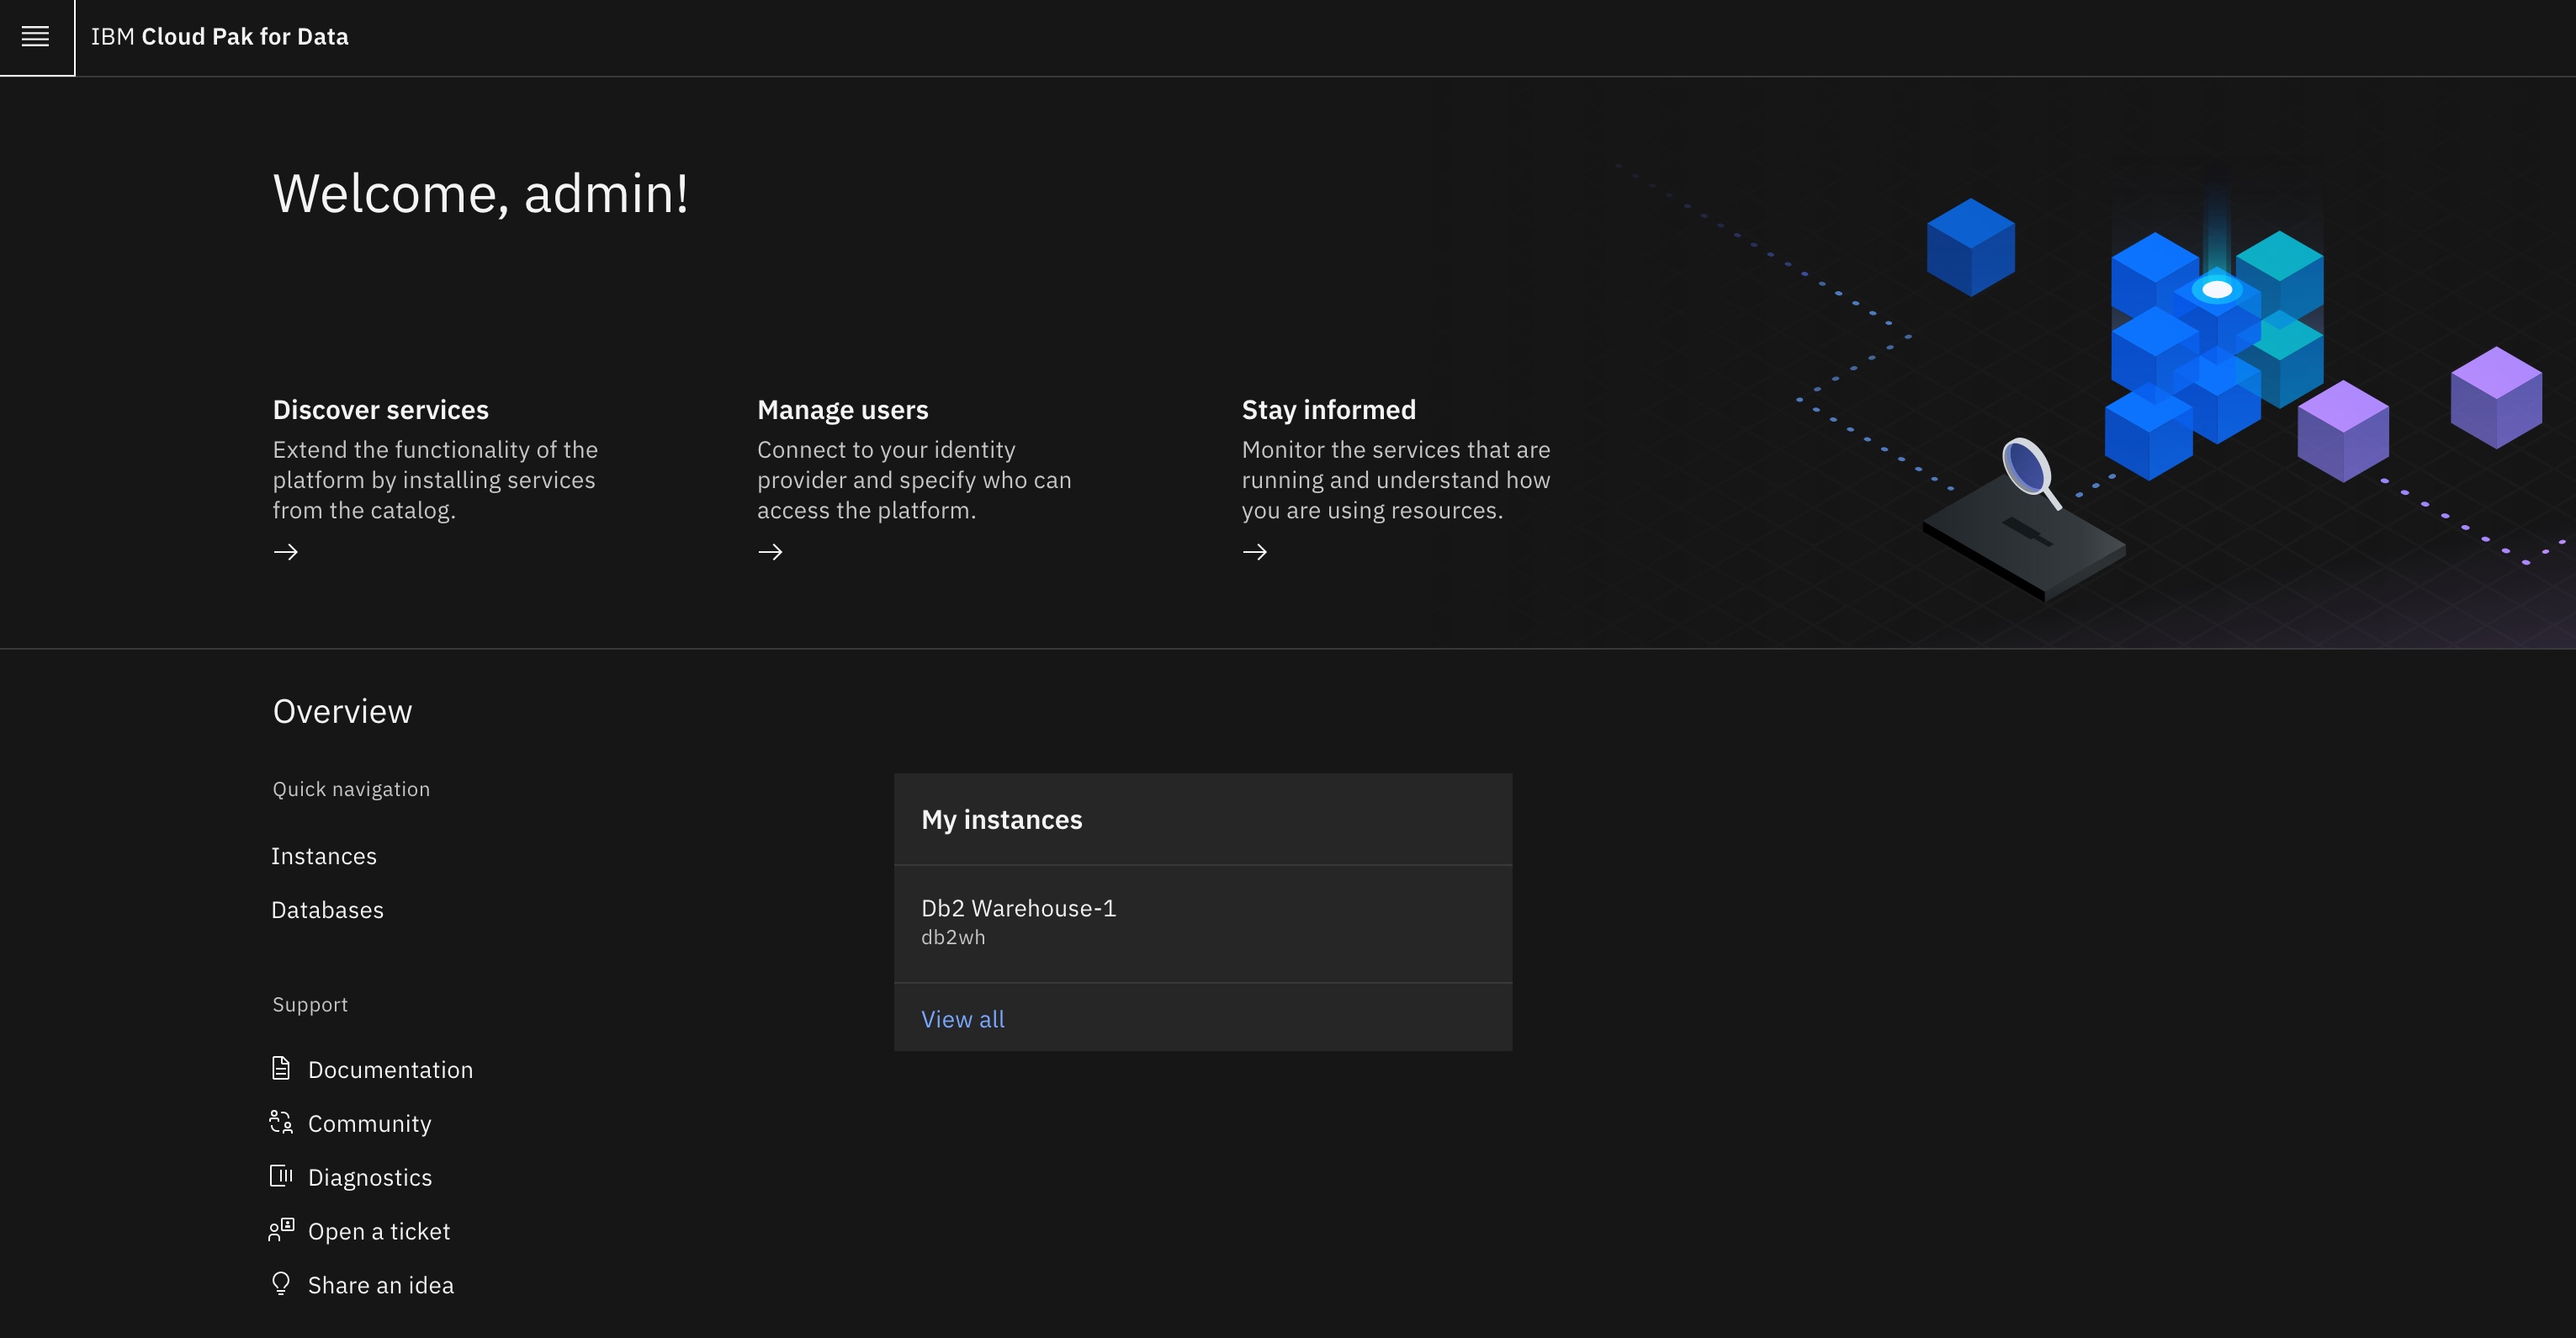 IBM Cloud Pak for Data
Welcome, admin!
Discover services
Extend the functionality of the
platform by installing services
from the catalog.
Manage users
Connect to your identity
provider and specify who can
access the platform.
Stay informed
Monitor the services that are
running and understand how
you are using resources.
Overview
Quick navigation
Instances
Databases
Support
Documentation
Community
Diagnostics
Open a ticket
Share an idea
My instances
Db2 Warehouse-1
db2wh
View all